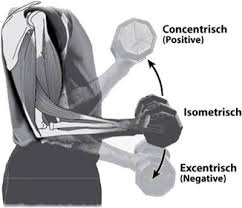 Concentrisch
(Positive)
Isometrisch
Excentrisch
(Negative)